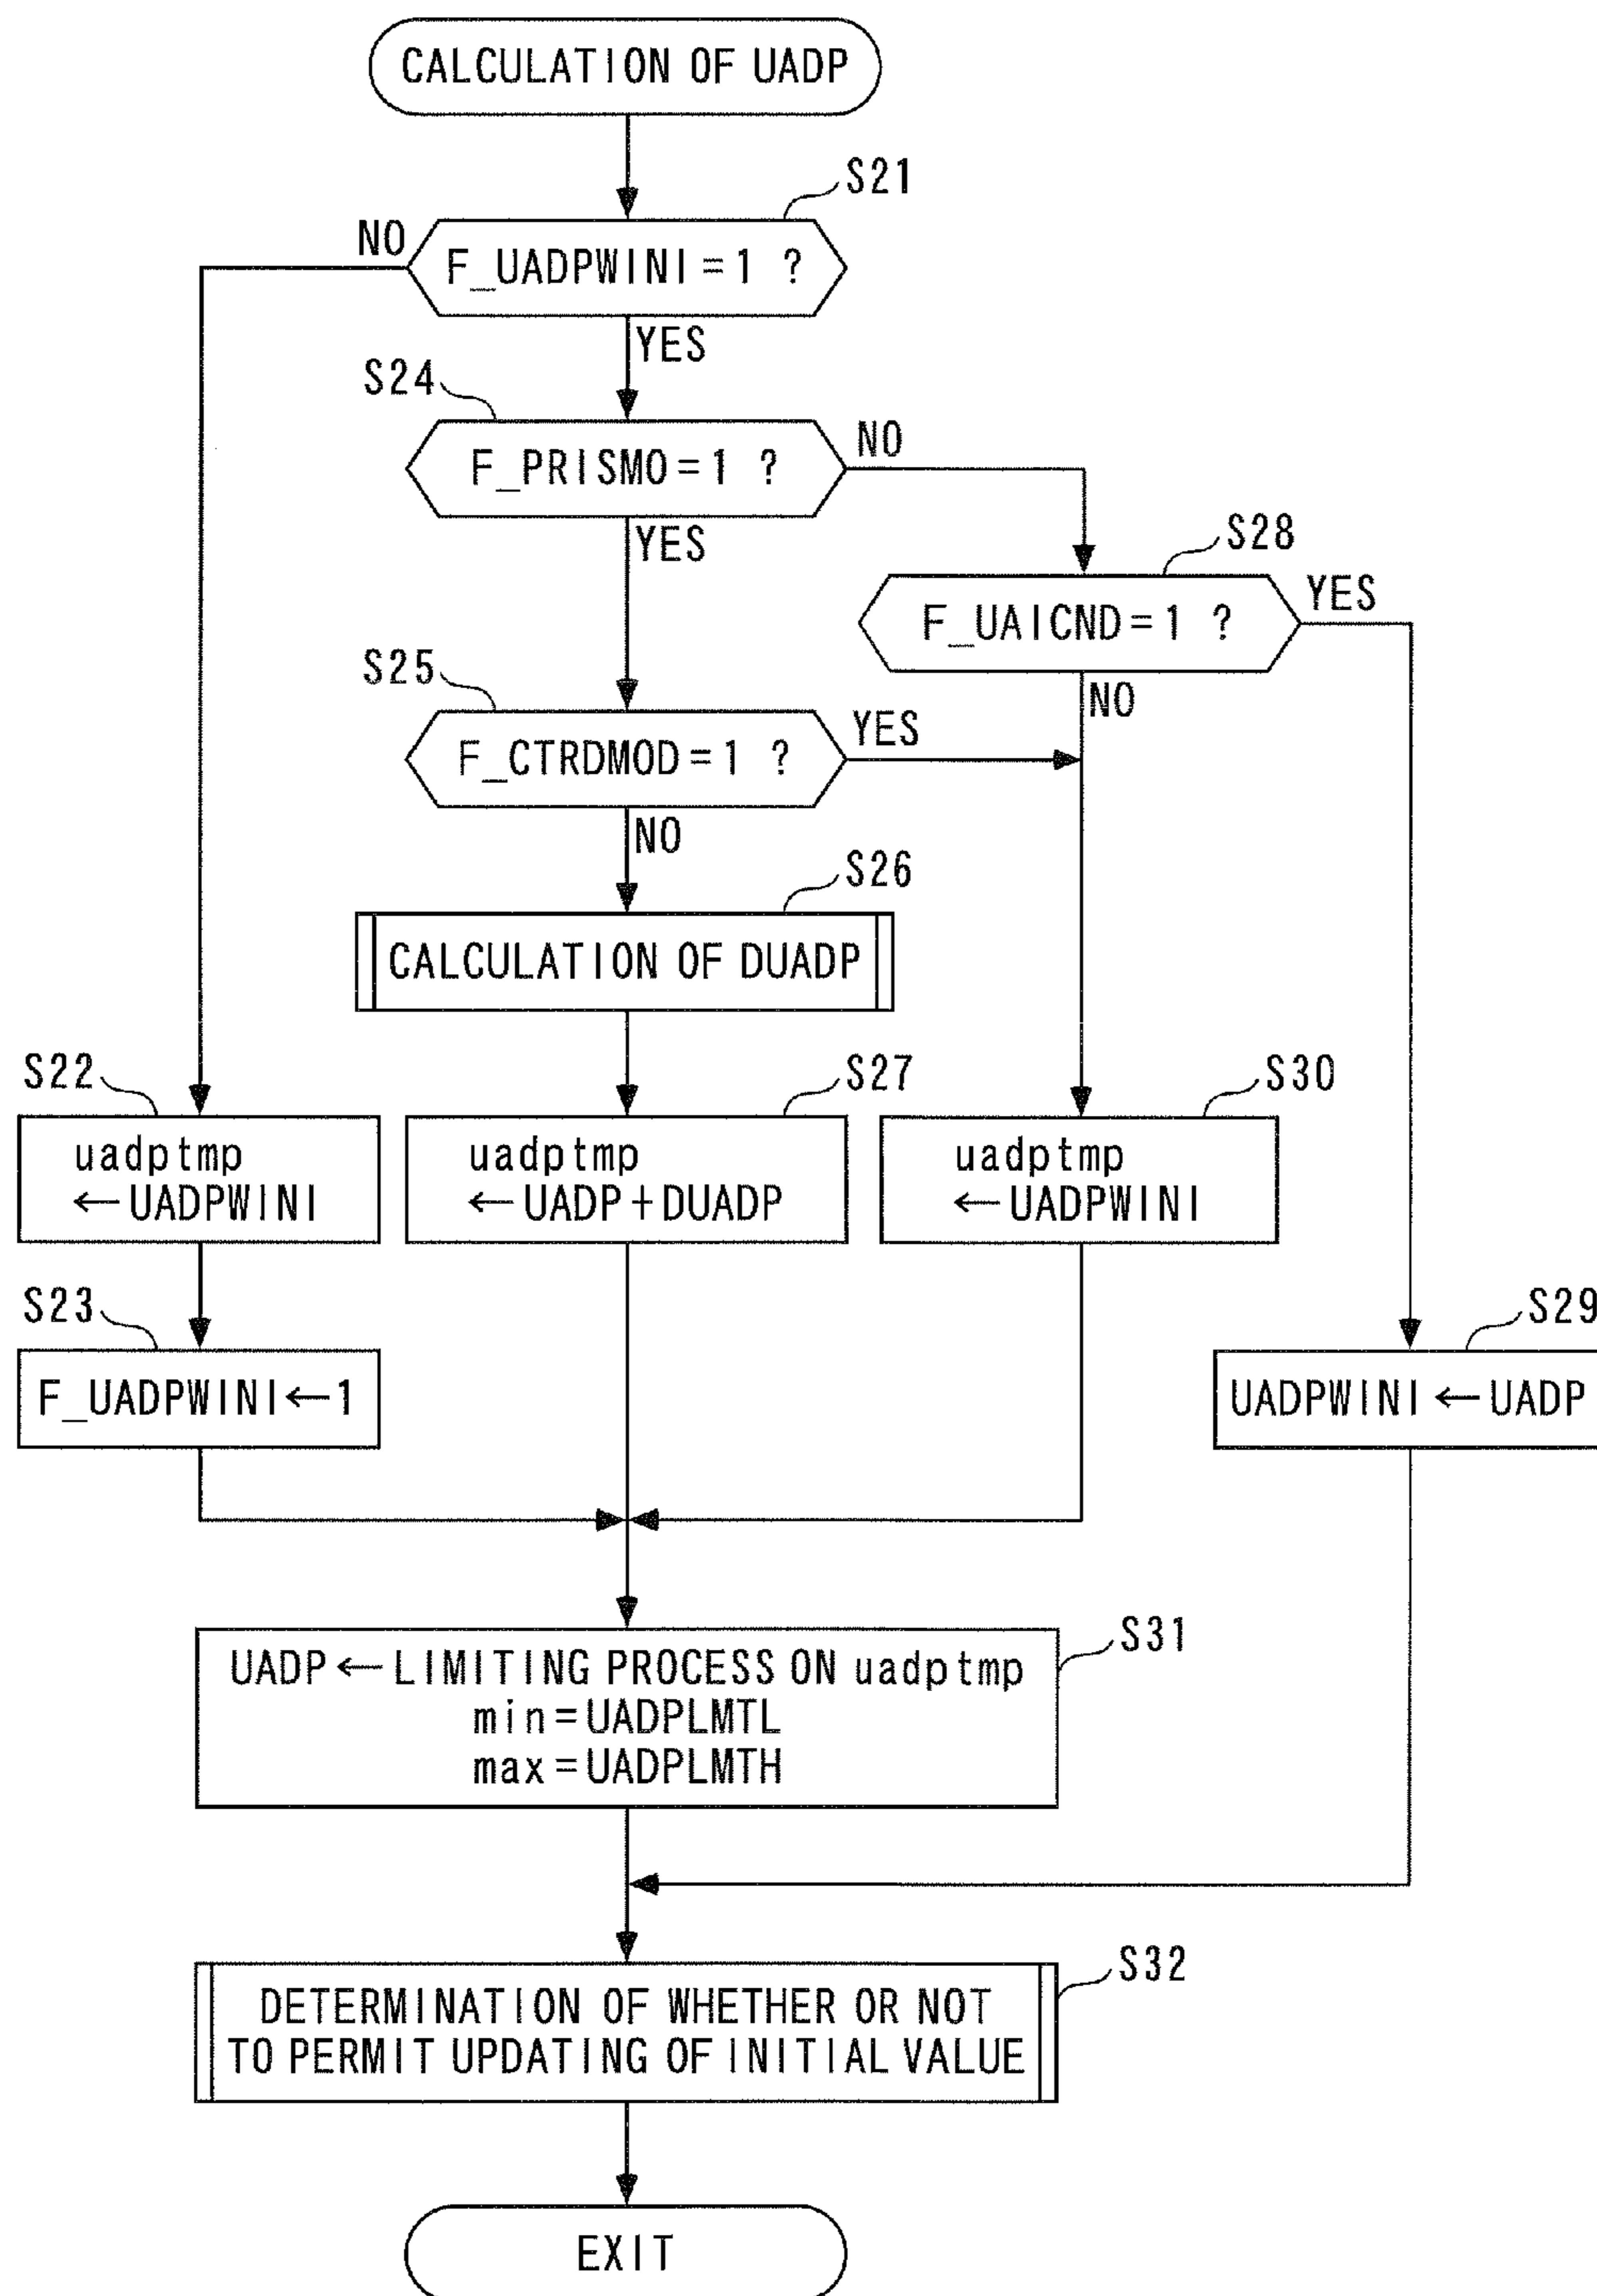 CALCULATION OF UADP
S21
NO
F_UADPWINI=1 ?
YES
S24
NO
F_PRISMO=1 ?
YES
S28
YES
F_UAICND=1 ?
NO
S25
YES
F_CTRDMOD=1 ?
NO
S26
CALCULATION OF DUADP
S22
uadptmp
←UADPWINI
S27
uadptmp
←UADP+DUADP
S30
uadptmp
←UADPWINI
S23
F_UADPWINI←1
S29
UADPWINI←UADP
S31
UADP←LIMITING PROCESS ON uadptmp
min=UADPLMTL
max=UADPLMTH
S32
DETERMINATION OF WHETHER OR NOT
TO PERMIT UPDATING OF INITIAL VALUE
EXIT